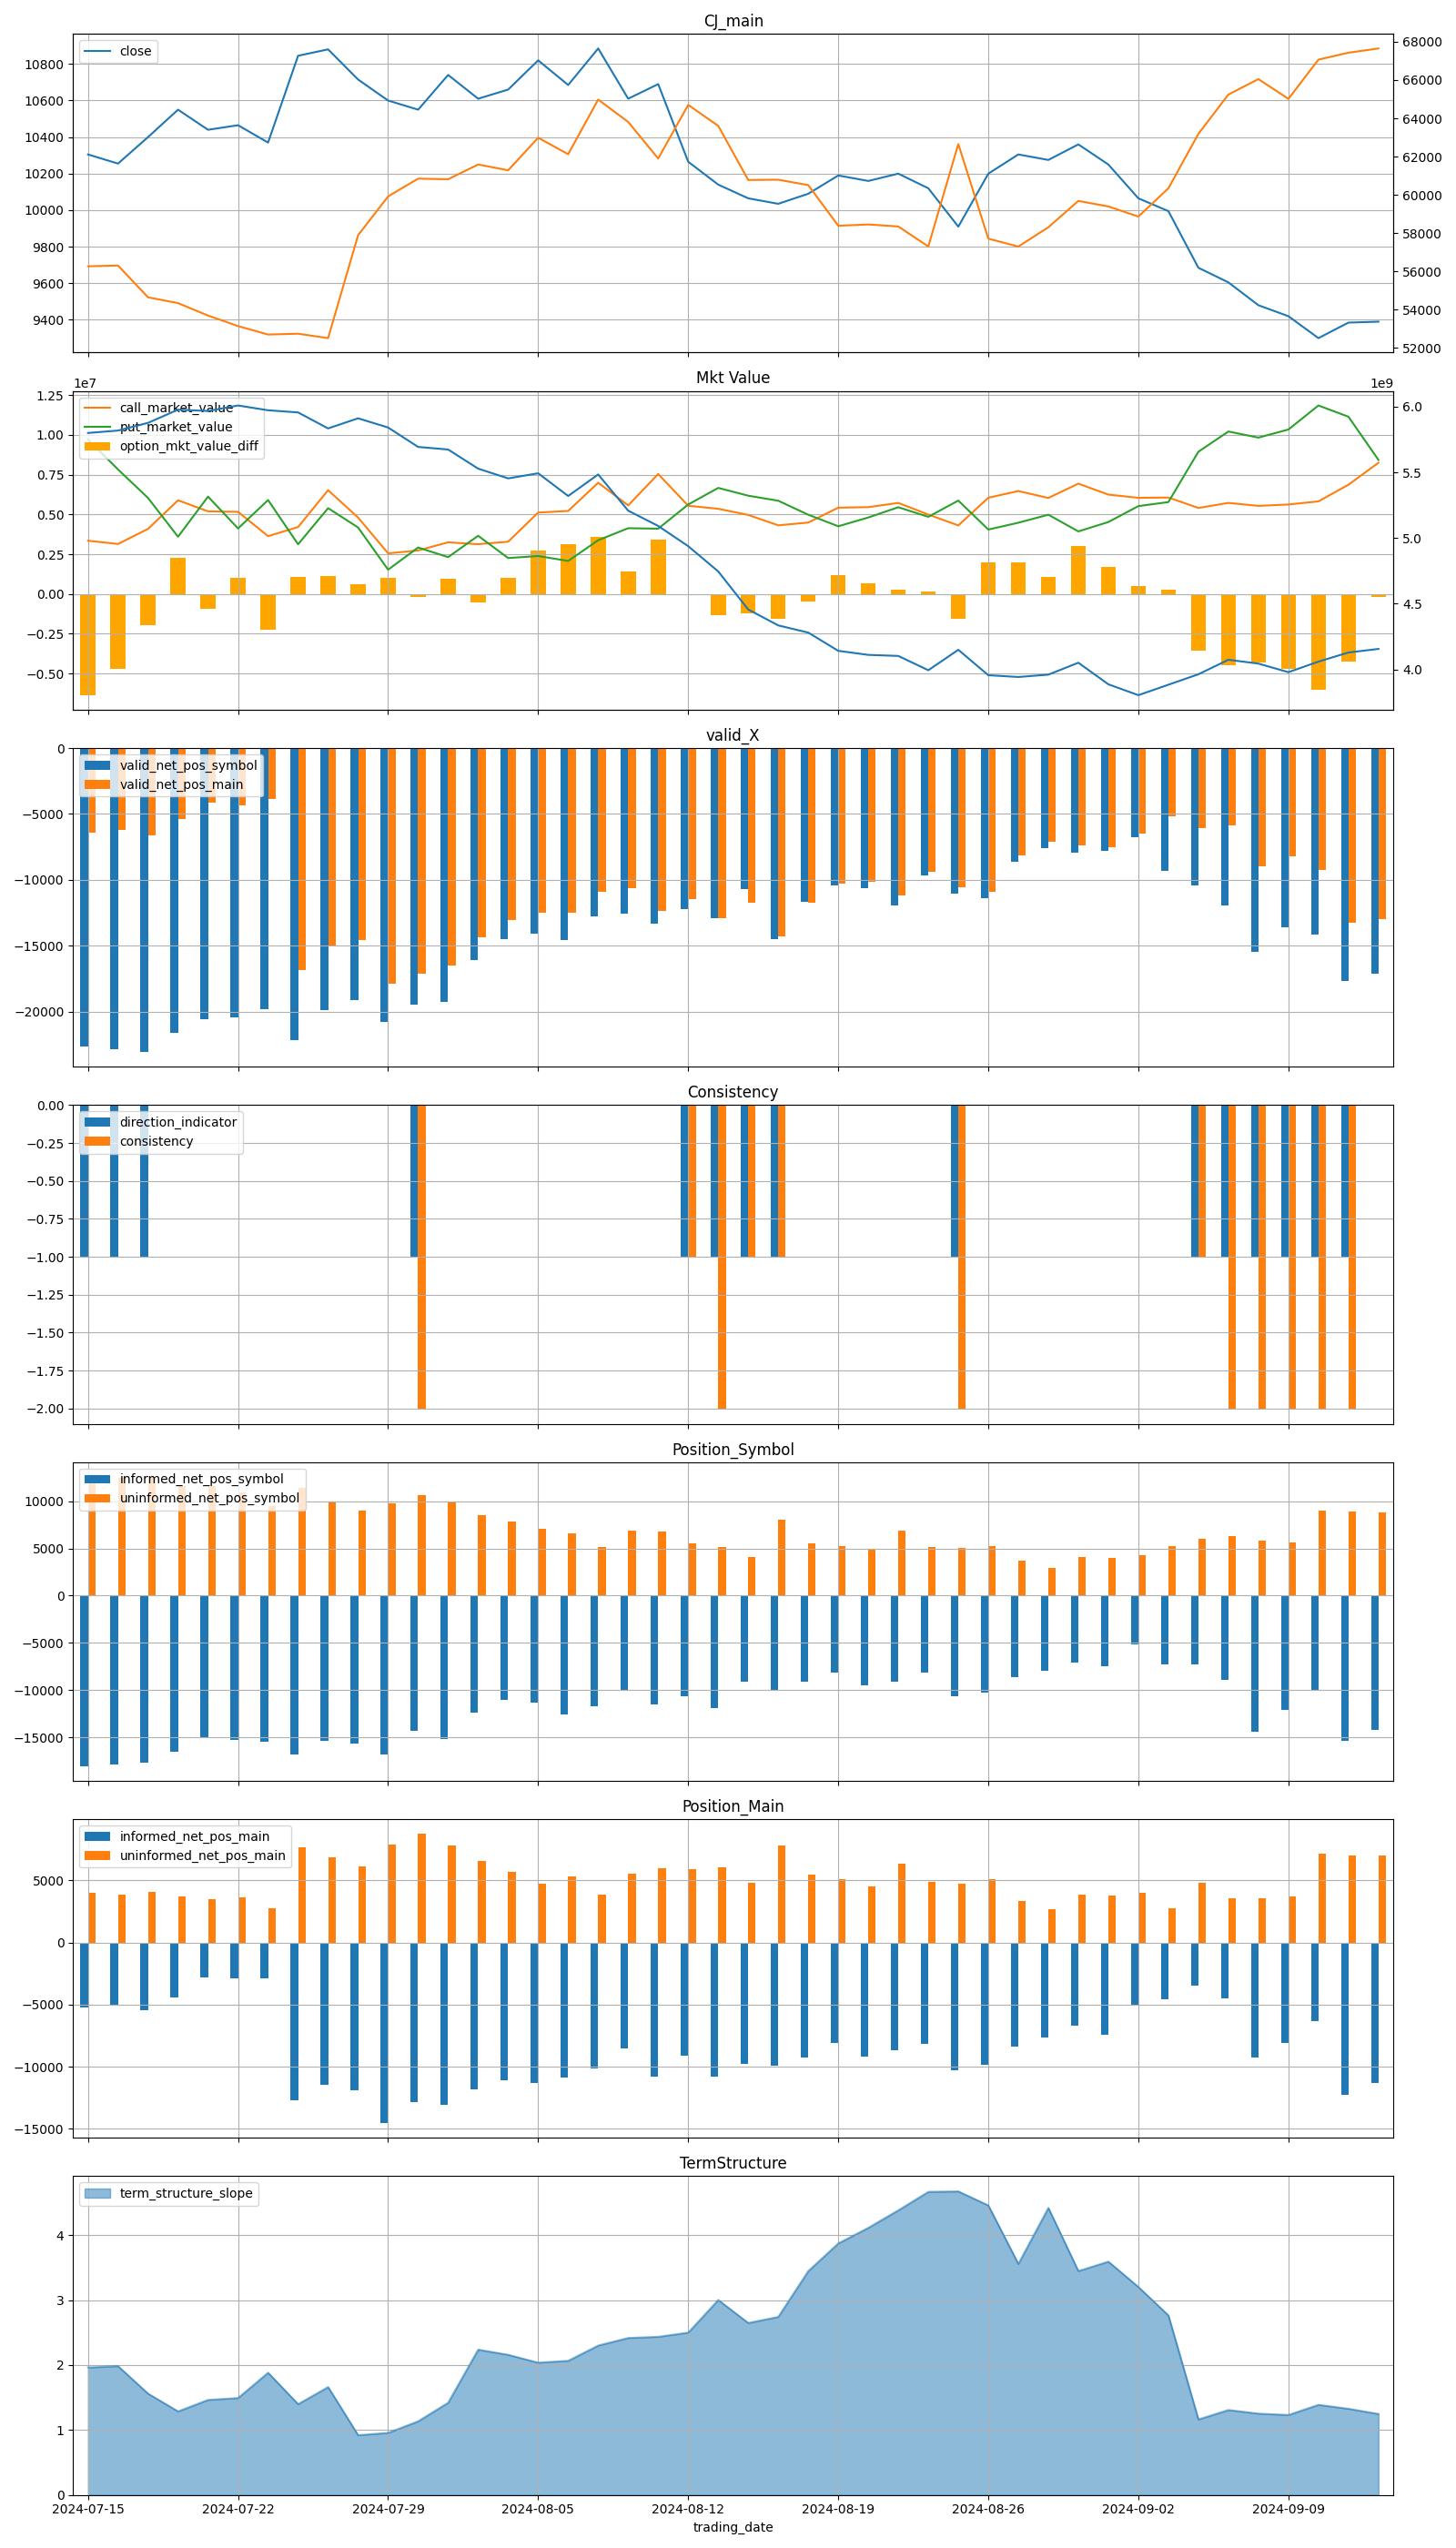 CJ_main
close
10800
10600
10400
10200
10000
9800
9600
9400
68000
66000
64000
62000
60000
58000
56000
54000
52000
Mkt Value
1e7
1e9
call_market_value
put_market_value
option_mkt_value_diff
1.25
1.00
0.75
0.50
0.25
0.00
−0.25
−0.50
6.0
5.5
5.0
4.5
4.0
valid_X
valid_net_pos_symbol
valid_net_pos_main
0
−5000
−10000
−15000
−20000
Consistency
direction_indicator
consistency
0.00
−0.25
−0.50
−0.75
−1.00
−1.25
−1.50
−1.75
−2.00
Position_Symbol
informed_net_pos_symbol
uninformed_net_pos_symbol
10000
5000
0
−5000
−10000
−15000
Position_Main
informed_net_pos_main
uninformed_net_pos_main
5000
0
−5000
−10000
−15000
TermStructure
term_structure_slope
4
3
2
1
0
2024-07-15 2024-07-22 2024-07-29 2024-08-05 2024-08-12 2024-08-19 2024-08-26 2024-09-02 2024-09-09
trading_date